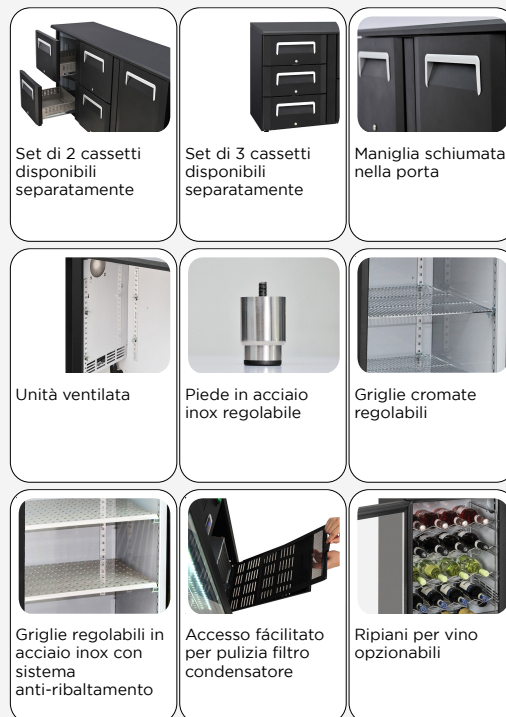 Set di 2 cassetti
disponibili
separatamente
Set di 3 cassetti
disponibili
separatamente
Maniglia schiumata
nella porta
Unità ventilata
Piede in acciaio
inox regolabile
Griglie cromate
regolabili
Griglie regolabili in
acciaio inox con
sistema
anti-ribaltamento
Accesso fácilitato
per pulizia filtro
condensatore
Ripiani per vino
opzionabili